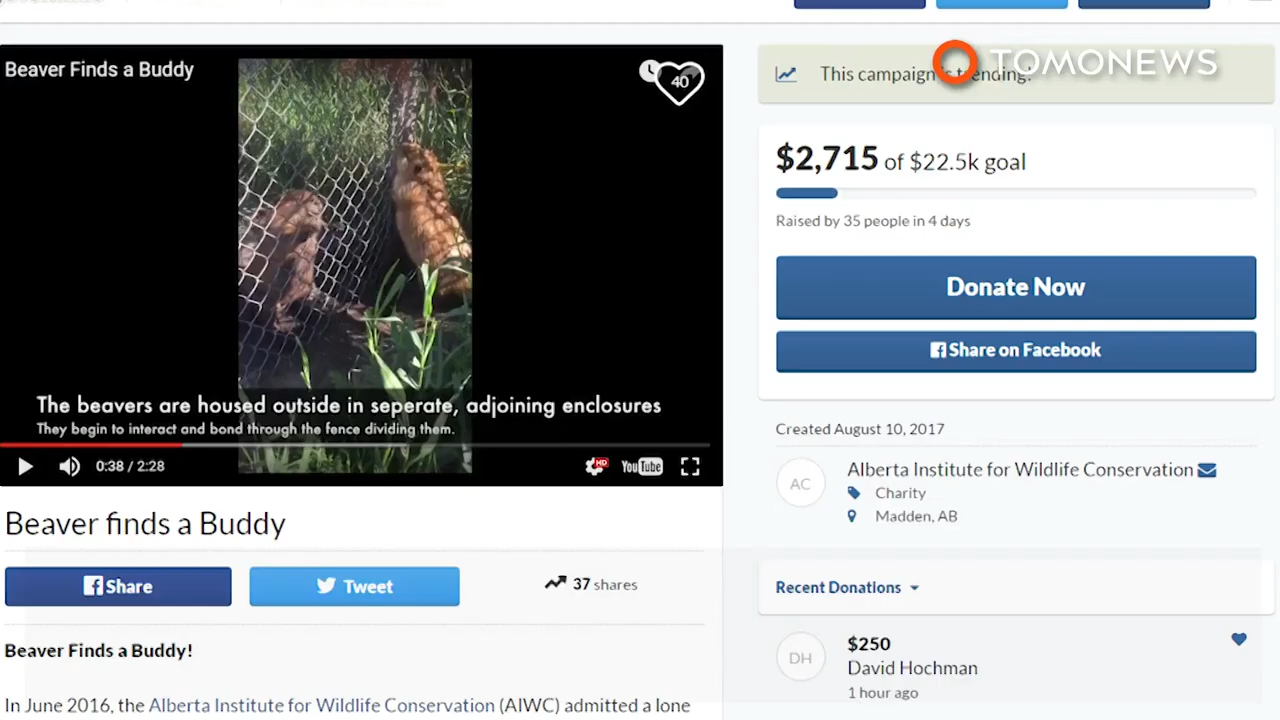 Beaver Finds a Buddy
40
The beavers are housed outside in seperate, adjoining enclosures
They begin to interact and bond through the fence dividing them.
0:38 / 2:28
HD
YouTube
Beaver finds a Buddy
Share
Tweet
37 shares
Beaver Finds a Buddy!
In June 2016, the Alberta Institute for Wildlife Conservation (AIWC) admitted a lone
TOMONEWS
This campaign is trending!
$2,715 of $22.5k goal
Raised by 35 people in 4 days
Donate Now
Share on Facebook
Created August 10, 2017
AC
Alberta Institute for Wildlife Conservation
Charity
Madden, AB
Recent Donations
DH
$250
David Hochman
1 hour ago